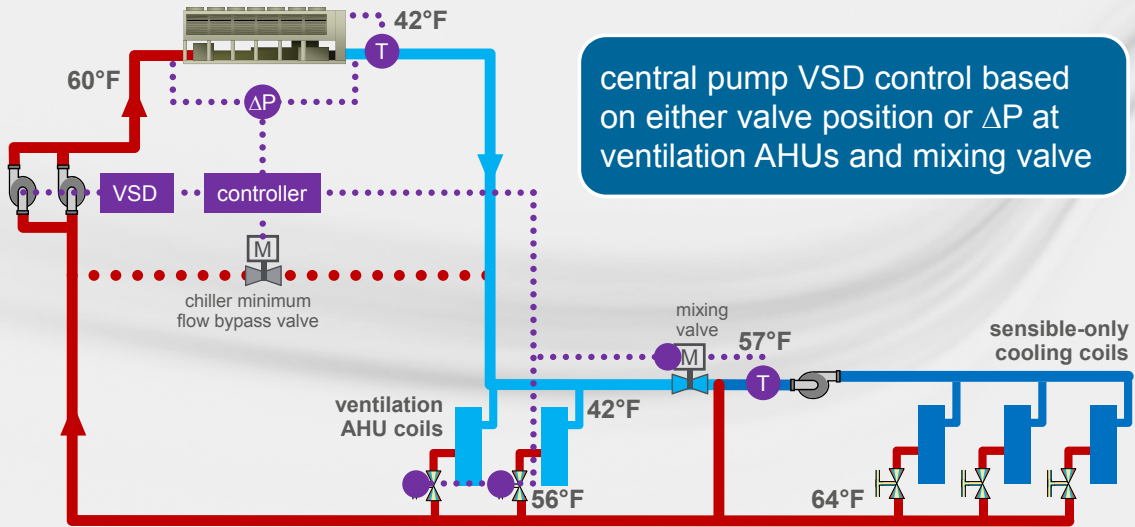 42°F
T
60°F
ΔP
central pump VSD control based
on either valve position or ΔP at
ventilation AHUs and mixing valve
VSD
controller
M
chiller minimum
flow bypass valve
mixing
valve
M
57°F
T
sensible-only
cooling coils
ventilation
AHU coils
42°F
56°F
64°F